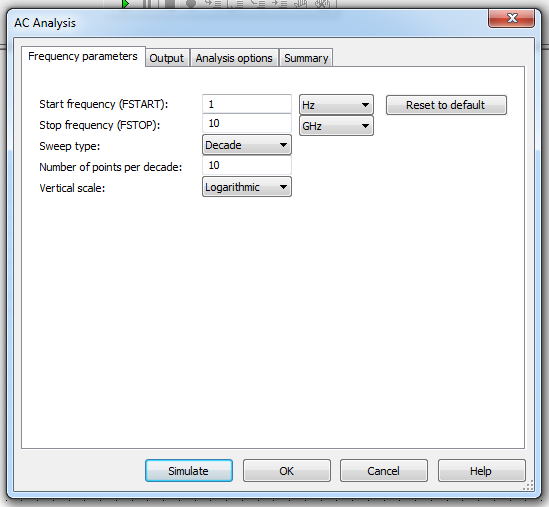 AC Analysis
Frequency parameters Output Analysis options Summary
Start frequency (FSTART): 1 Hz Reset to default
Stop frequency (FSTOP): 10 GHz
Sweep type: Decade
Number of points per decade: 10
Vertical scale: Logarithmic
Simulate OK Cancel Help